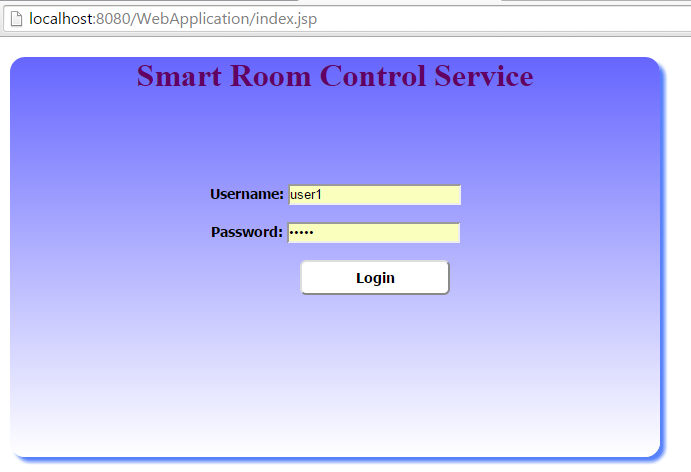 localhost:8080/WebApplication/index.jsp
Smart Room Control Service
Username: user1
Password: •••••
Login